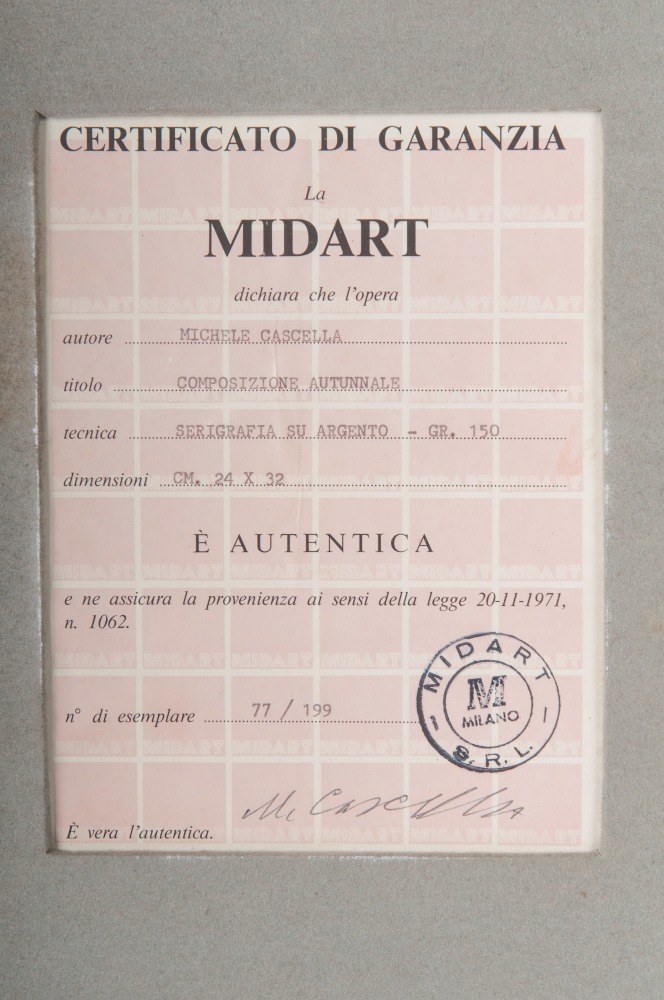 CERTIFICATO DI GARANZIA
La
MIDART
dichiara che l'opera
autore MICHELE CASCELLA
titolo COMPOSIZIONE AUTUNNALE
tecnica SERIGRAFIA SU ARGENTO - GR. 150
dimensioni CM. 24 X 32
È AUTENTICA
e ne assicura la provenienza ai sensi della legge 20-11-1971,
n. 1062.
n° di esemplare 77 / 199
MIDART
M
MILANO
S.R.L.
M. Cascella
È vera l'autentica.